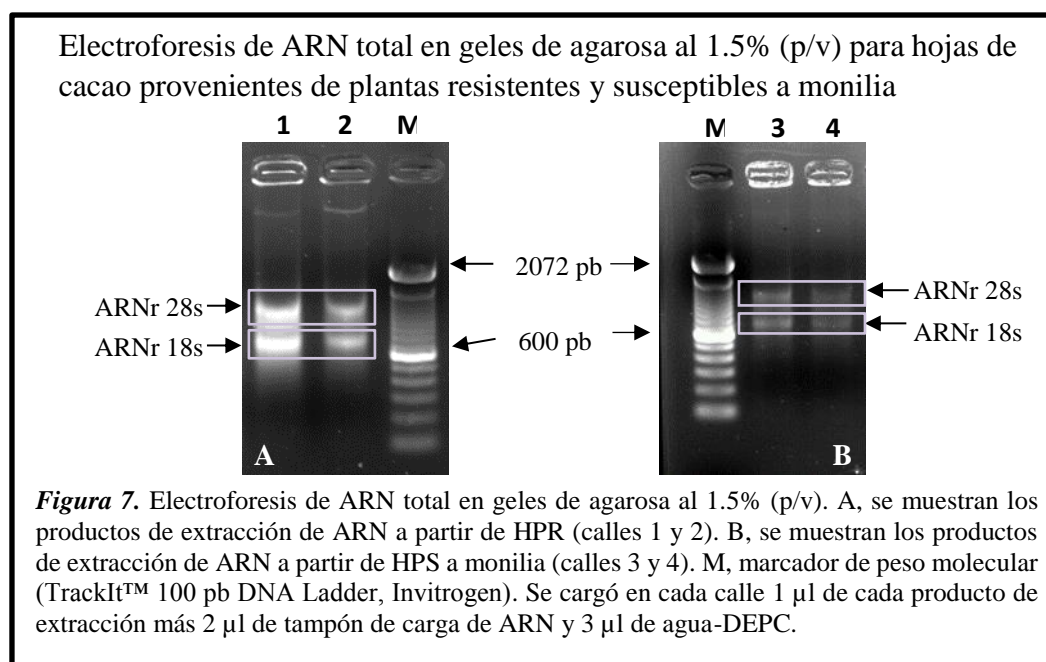 Electroforesis de ARN total en geles de agarosa al 1.5% (p/v) para hojas de
cacao provenientes de plantas resistentes y susceptibles a monilia
1 2 M
M 3 4
2072 pb
ARNr 28s
ARNr 28s
ARNr 18s
ARNr 18s
600 pb
A
B
Figura 7. Electroforesis de ARN total en geles de agarosa al 1.5% (p/v). A, se muestran los
productos de extracción de ARN a partir de HPR (calles 1 y 2). B, se muestran los productos
de extracción de ARN a partir de HPS a monilia (calles 3 y 4). M, marcador de peso molecular
(TrackIt™ 100 pb DNA Ladder, Invitrogen). Se cargó en cada calle 1 µl de cada producto de
extracción más 2 µl de tampón de carga de ARN y 3 µl de agua-DEPC.